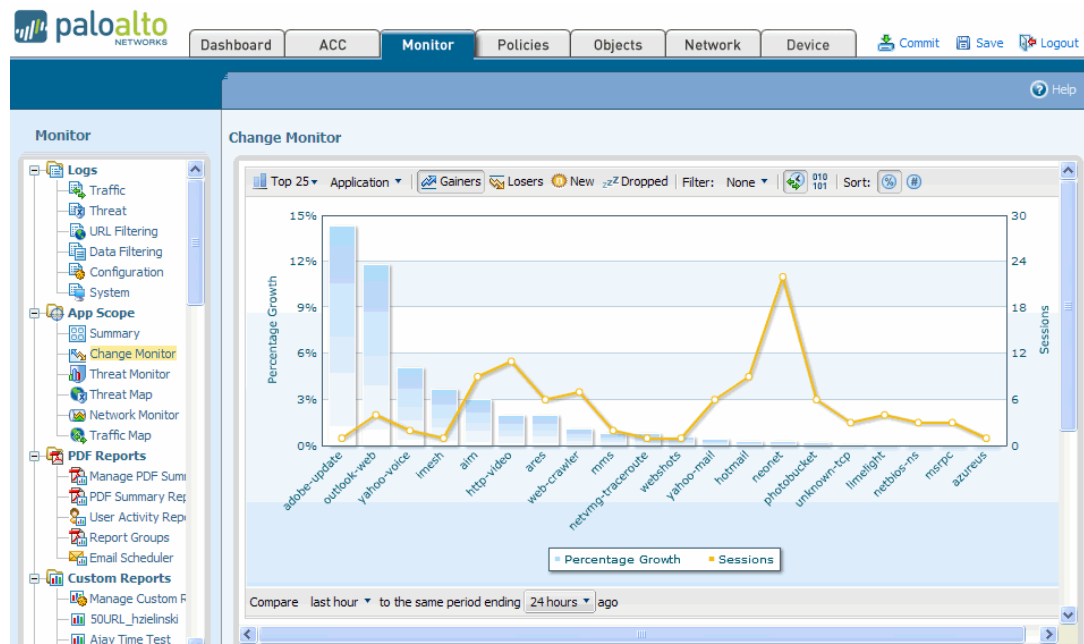 paloalto
NETWORKS
Dashboard ACC Monitor Policies Objects Network Device Commit Save Logout
Help
Monitor
Logs
Traffic
Threat
URL Filtering
Data Filtering
Configuration
System
App Scope
Summary
Change Monitor
Threat Monitor
Threat Map
Network Monitor
Traffic Map
PDF Reports
Manage PDF Summ
PDF Summary Rep
User Activity Repo
Report Groups
Email Scheduler
Custom Reports
Manage Custom R
50URL_hzielinski
Ajay Time Test
Change Monitor
Top 25 Application Gainers Losers New zzZ Dropped Filter: None 010 101 Sort: % #
15% 30
12% 24
9% 18
6% 12
3% 6
0% 0
Percentage Growth
Sessions
adobe-update
outlook-web
yahoo-voice
imesh
aim
http-video
ares
web-crawler
mms
netvmg-traceroute
webshots
yahoo-mail
hotmail
neonet
photobucket
unknown-tcp
limelight
netbios-ns
msrpc
azureus
Percentage Growth Sessions
Compare last hour to the same period ending 24 hours ago